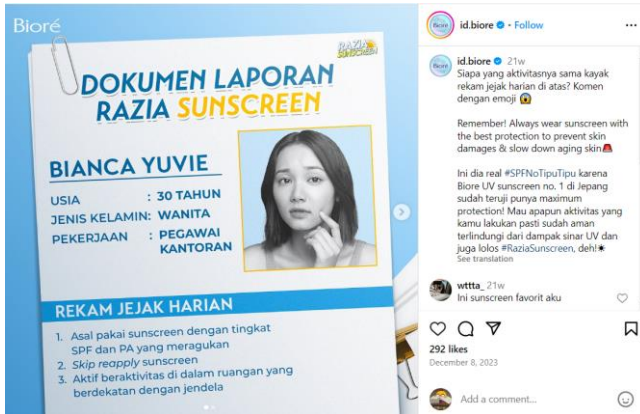 Bioré
RAZIA
SUNSCREEN
DOKUMEN LAPORAN
RAZIA SUNSCREEN
BIANCA YUVIE
USIA : 30 TAHUN
JENIS KELAMIN: WANITA
PEKERJAAN : PEGAWAI
KANTORAN
REKAM JEJAK HARIAN
1. Asal pakai sunscreen dengan tingkat
SPF dan PA yang meragukan
2. Skip reapply sunscreen
3. Aktif beraktivitas di dalam ruangan yang
berdekatan dengan jendela
id.biore • Follow
id.biore 21w
Siapa yang aktivitasnya sama kayak
rekam jejak harian di atas? Komen
dengan emoji 😱
Remember! Always wear sunscreen with
the best protection to prevent skin
damages & slow down aging skin🚨
Ini dia real #SPFNoTipuTipu karena
Biore UV sunscreen no. 1 di Jepang
sudah teruji punya maximum
protection! Mau apapun aktivitas yang
kamu lakukan pasti sudah aman
terlindungi dari dampak sinar UV dan
juga lolos #RaziaSunscreen, deh!☀
See translation
wttta_ 21w
Ini sunscreen favorit aku
292 likes
December 8, 2023
Add a comment...